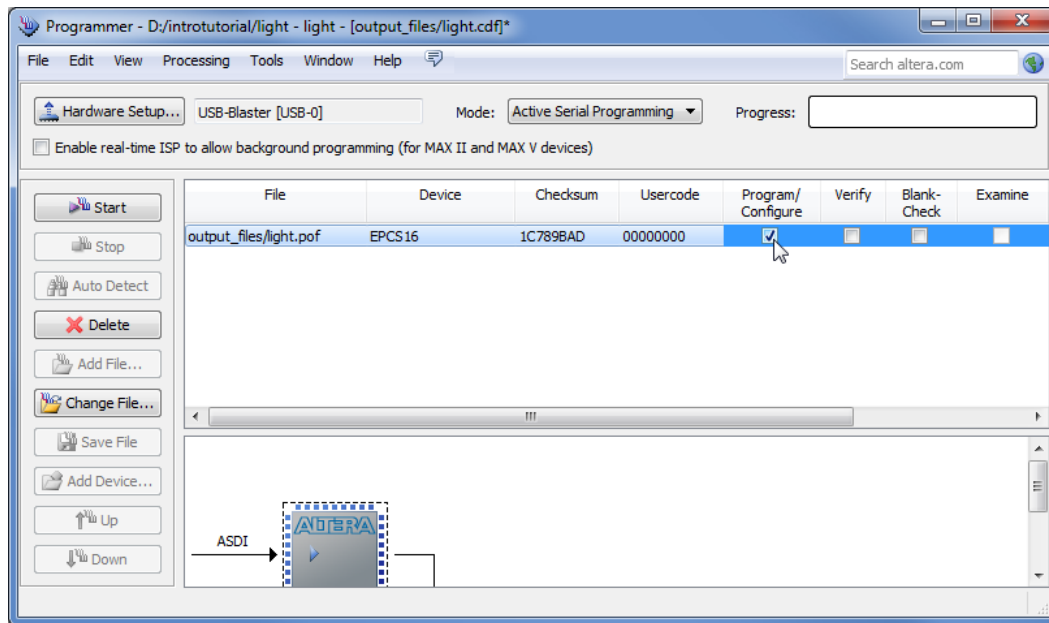 Programmer - D:/introtutorial/light - light - [output_files/light.cdf]*
File Edit View Processing Tools Window Help
Search altera.com
Hardware Setup... USB-Blaster [USB-0] Mode: Active Serial Programming Progress:
Enable real-time ISP to allow background programming (for MAX II and MAX V devices)
Start
Stop
Auto Detect
Delete
Add File...
Change File...
Save File
Add Device...
Up
Down
File Device Checksum Usercode Program/ Verify Blank- Examine
Configure Check
output_files/light.pof EPCS16 1C789BAD 00000000
ASDI
ALTERA